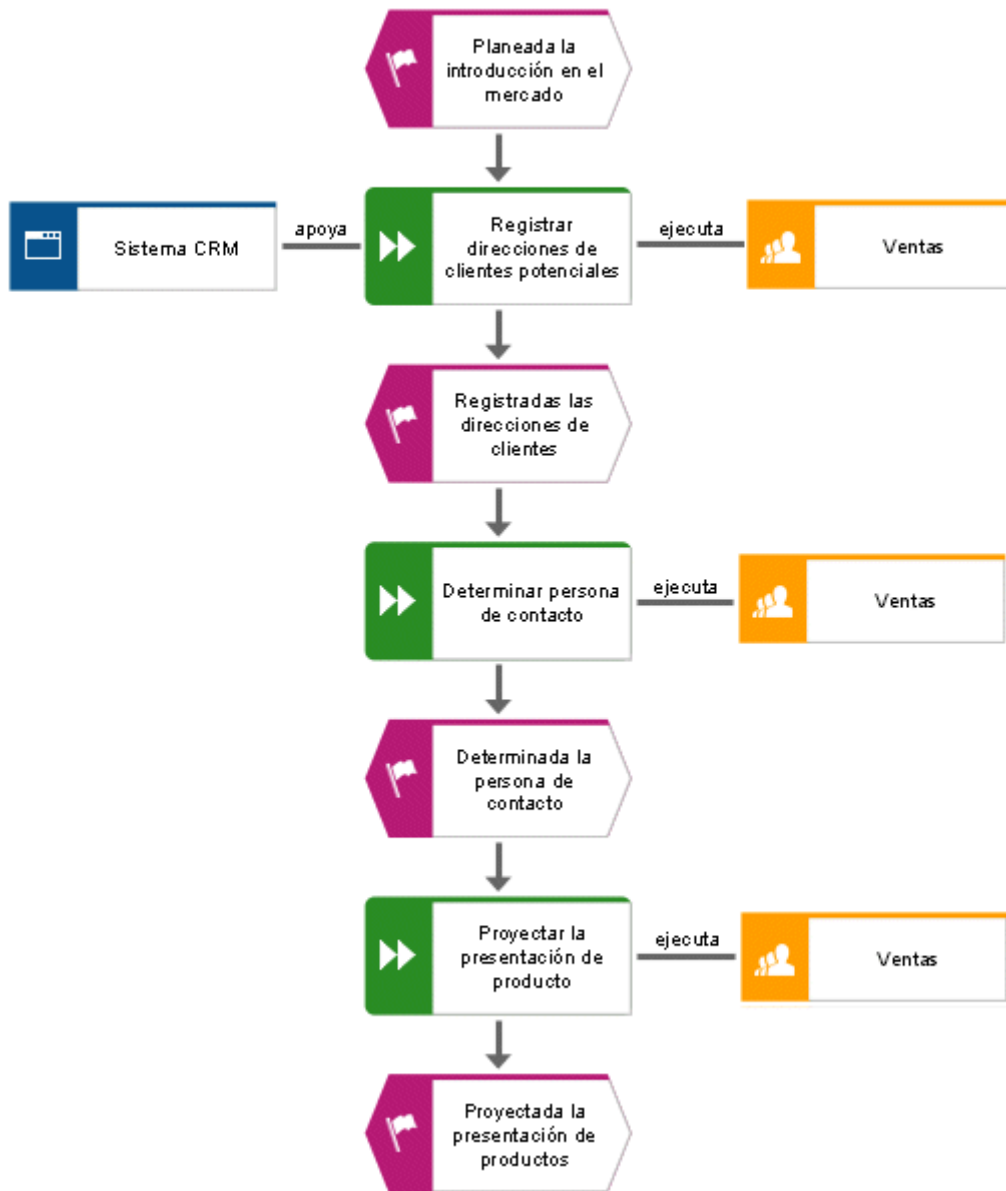 Planeada la
introducción en el
mercado
Sistema CRM
apoya
Registrar
direcciones de
clientes potenciales
ejecuta
Ventas
Registradas las
direcciones de
clientes
Determinar persona
de contacto
ejecuta
Ventas
Determinada la
persona de
contacto
Proyectar la
presentación de
producto
ejecuta
Ventas
Proyectada la
presentación de
productos